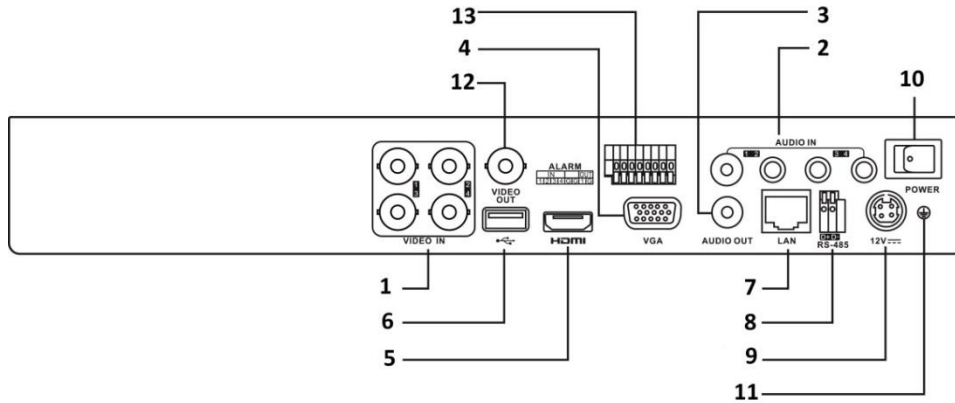 13
3
4
2
12
10
AUDIO IN
1 2
3 4
ALARM
IN OUT
VIDEO
OUT
POWER
VIDEO IN
HDMI
VGA
AUDIO OUT
LAN
D+ D-
RS-485
12V
1
6
5
7
8
9
11